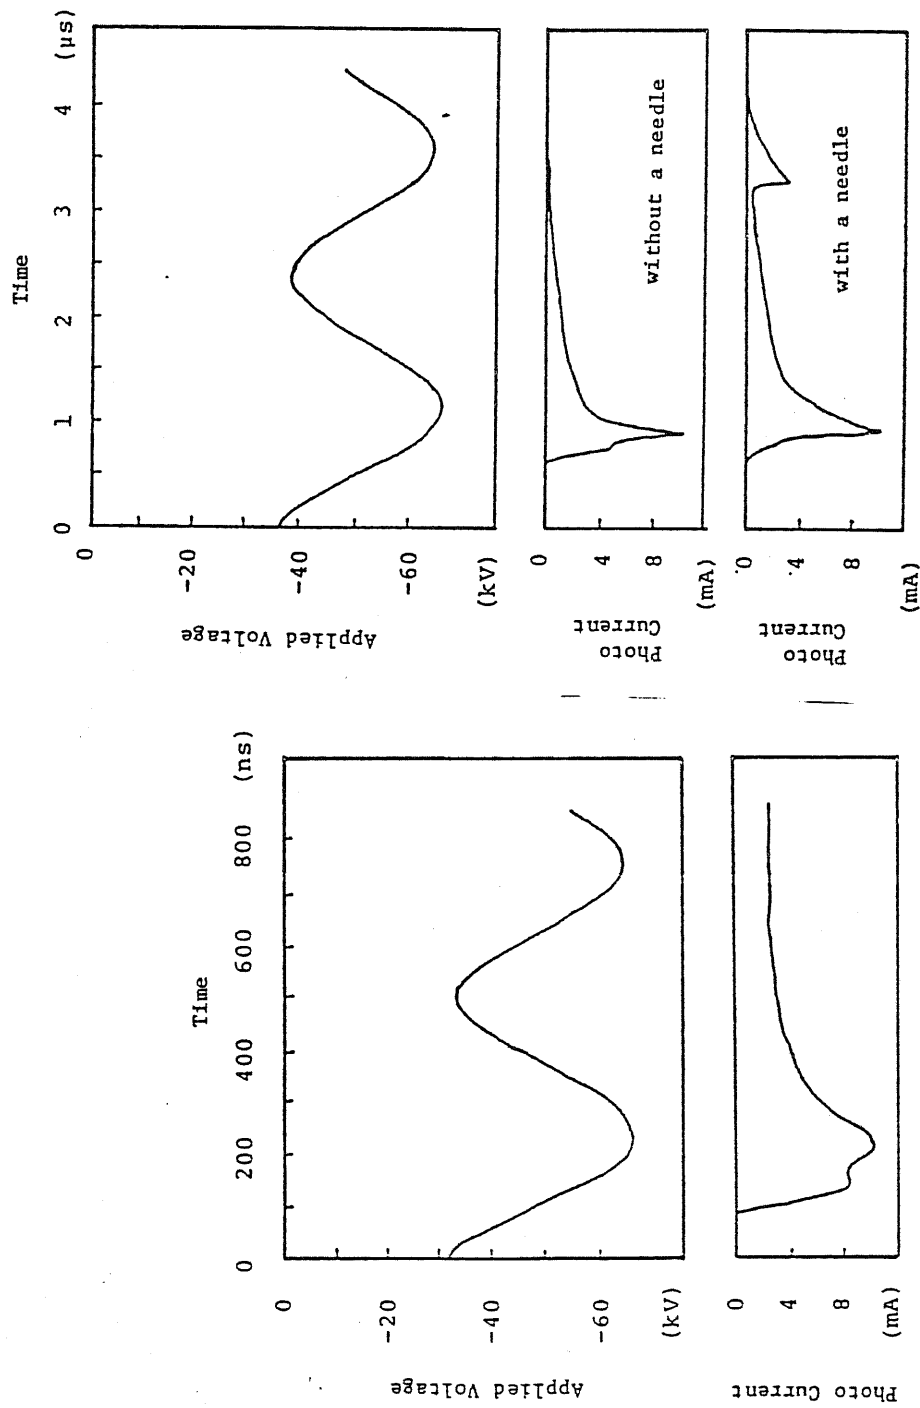 Time
0 1 2 3 4 (μs)
0
-20
-40
-60
(kV)
Applied Voltage
0
4
8
(mA)
Photo
Current
without a needle
0.
.4
8
(mA)
Photo
Current
with a needle
Time
0 200 400 600 800 (ns)
0
-20
-40
-60
(kV)
Applied Voltage
0
4
8
(mA)
Photo Current